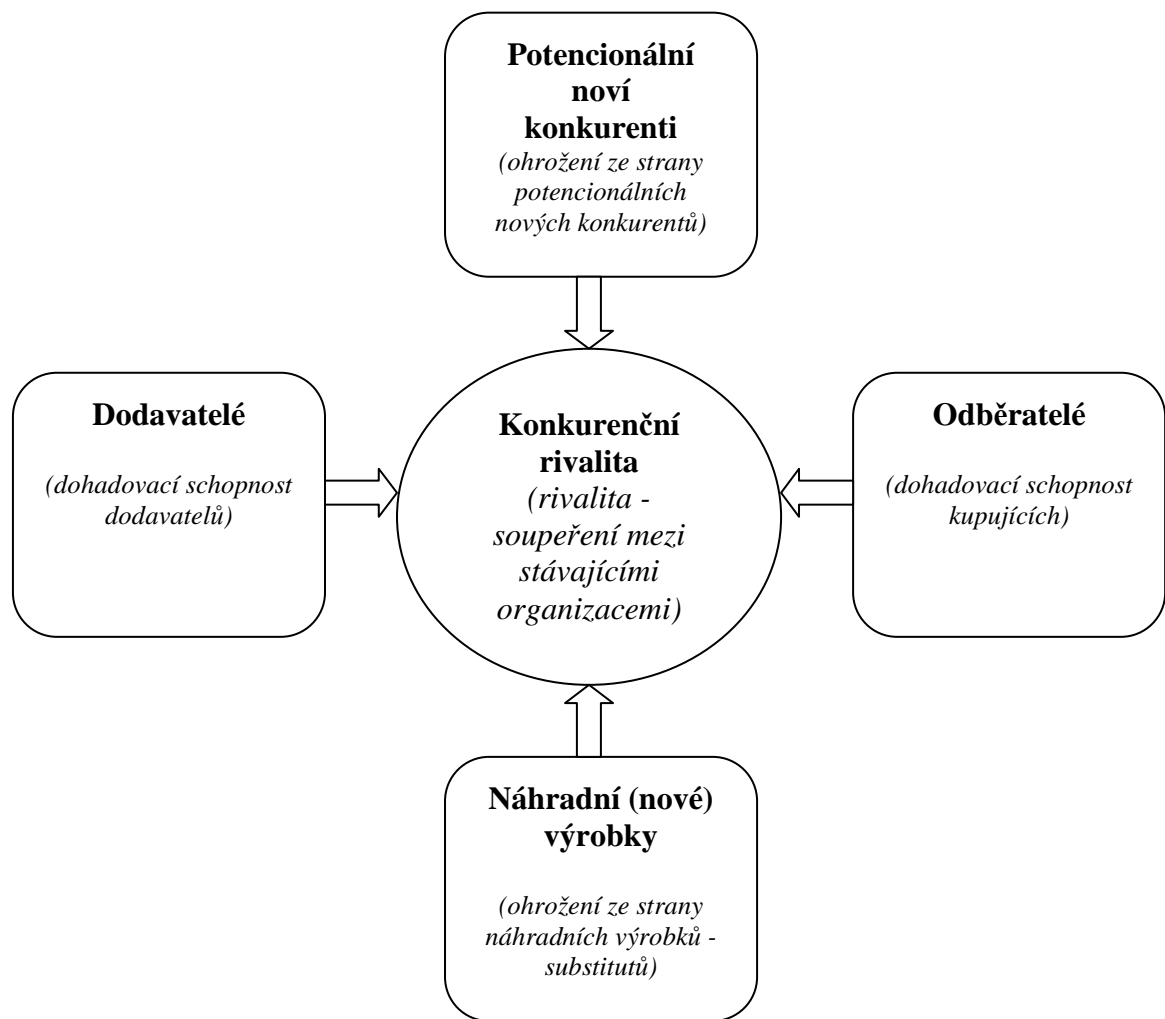 Potencionální
noví
konkurenti
(ohrožení ze strany
potencionálních
nových konkurentů)
Dodavatelé
(dohadovací schopnost
dodavatelů)
Konkurenční
rivalita
(rivalita -
soupeření mezi
stávajícími
organizacemi)
Odběratelé
(dohadovací schopnost
kupujících)
Náhradní (nové)
výrobky
(ohrožení ze strany
náhradních výrobků -
substitutů)